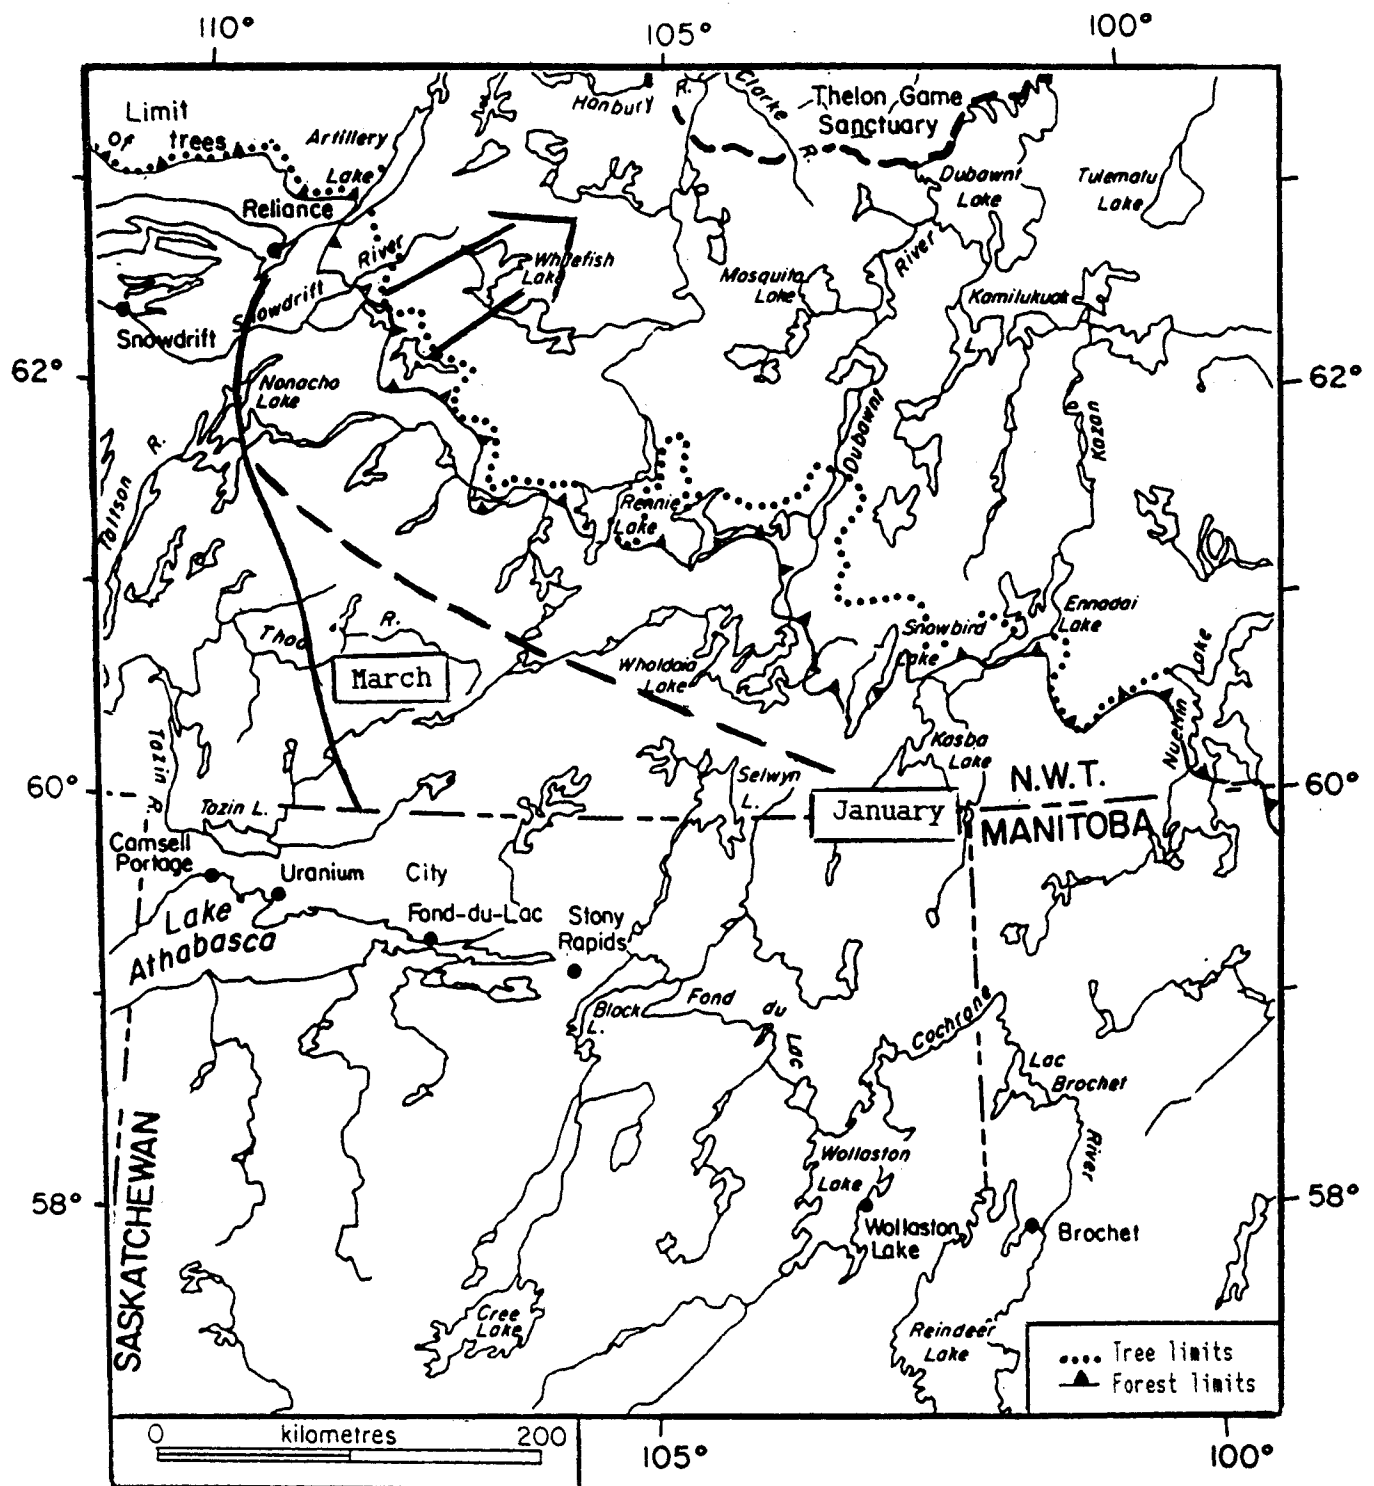 110°
105°
100°
Limit
of trees
Artillery
Lake
Hanbury
R.
Clarke
R.
Thelon Game
Sanctuary
Dubawnt
Lake
Tulematu
Lake
Reliance
River
Snowdrift
Whitefish
Lake
Mosquito
Lake
River
Kamilukuak
L.
Snowdrift
62°
62°
Nonacho
Lake
Dubawnt
Kazan
R.
Taltson
Rennie
Lake
Ennadai
Lake
Thoa
R.
Snowbird
Lake
Wholdaia
Lake
March
Nueltin
Lake
Kasba
Lake
Tazin R.
Selwyn
L.
60°
60°
N.W.T.
Tazin L.
January
MANITOBA
Camsell
Portage
Uranium City
Lake
Athabasca
Fond-du-Lac
Stony
Rapids
Black
L.
Fond
du
Lac
Cochrane
Lac
Brochet
River
Wollaston
Lake
58°
58°
Wollaston
Lake
Brochet
SASKATCHEWAN
Cree
Lake
Reindeer
Lake
Tree limits
Forest limits
0 kilometres 200
105°
100°